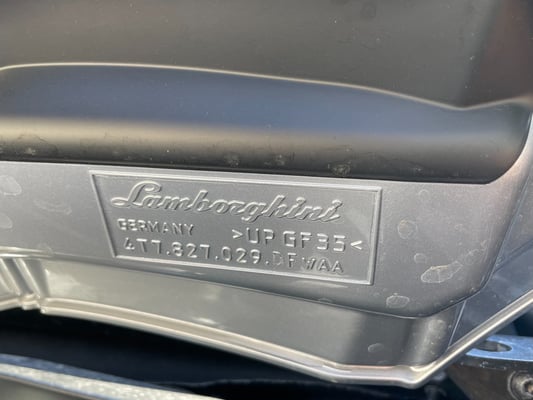 Lamborghini
GERMANY >UP GF35<
4T7.827.029.DFWAA